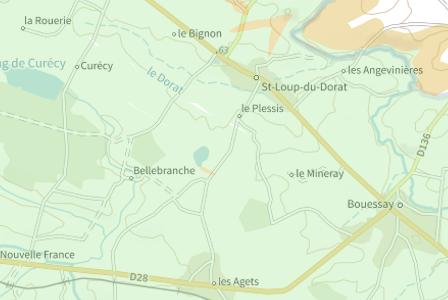 la Rouerie
le Bignon
63
ng de Curécy
Curécy
le Dorat
les Angevinières
St-Loup-du-Dorat
le Plessis
D136
Bellebranche
le Mineray
Bouessay
Nouvelle France
D28
les Agets